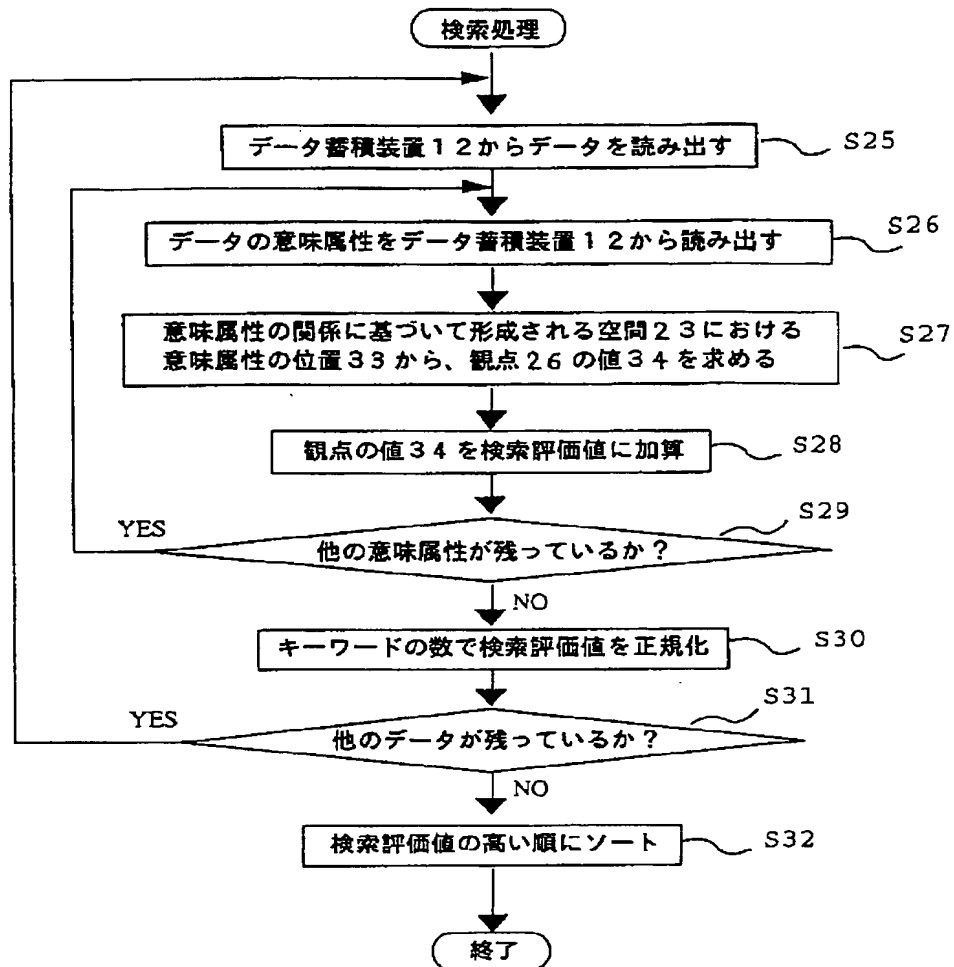 検索処理
データ蓄積装置12からデータを読み出す
S25
データの意味属性をデータ蓄積装置12から読み出す
S26
意味属性の関係に基づいて形成される空間23における
意味属性の位置33から、観点26の値34を求める
S27
観点の値34を検索評価値に加算
S28
S29
YES
他の意味属性が残っているか?
NO
キーワードの数で検索評価値を正規化
S30
S31
YES
他のデータが残っているか?
NO
検索評価値の高い順にソート
S32
終了